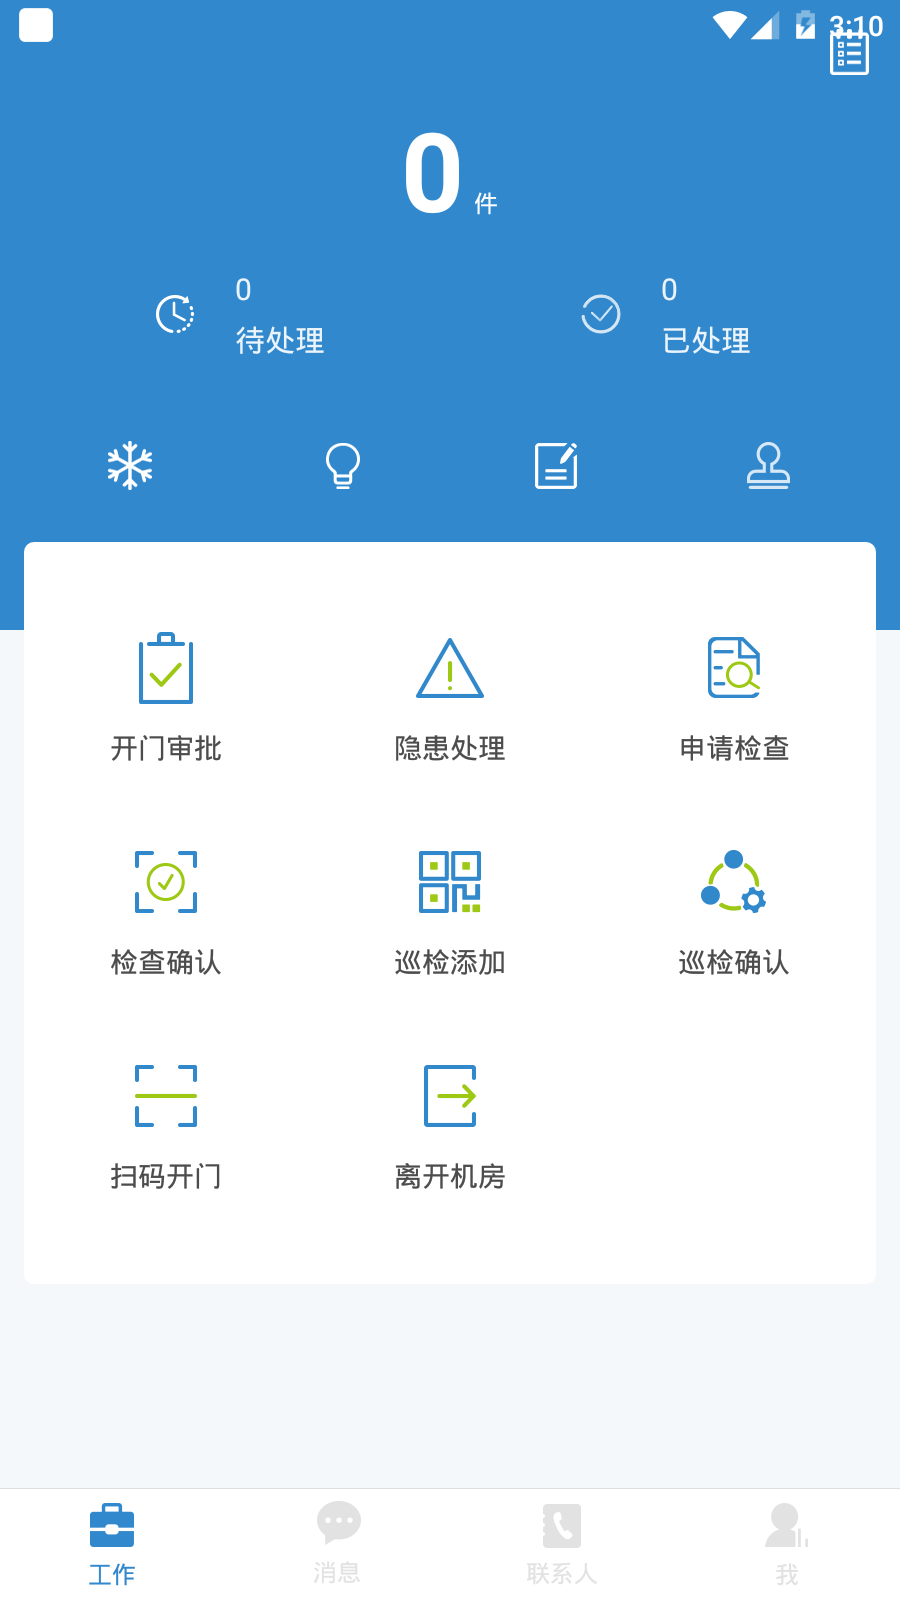 3:10
0 件
0
待处理
0
已处理
开门审批
隐患处理
申请检查
检查确认
巡检添加
巡检确认
扫码开门
离开机房
工作
消息
联系人
我